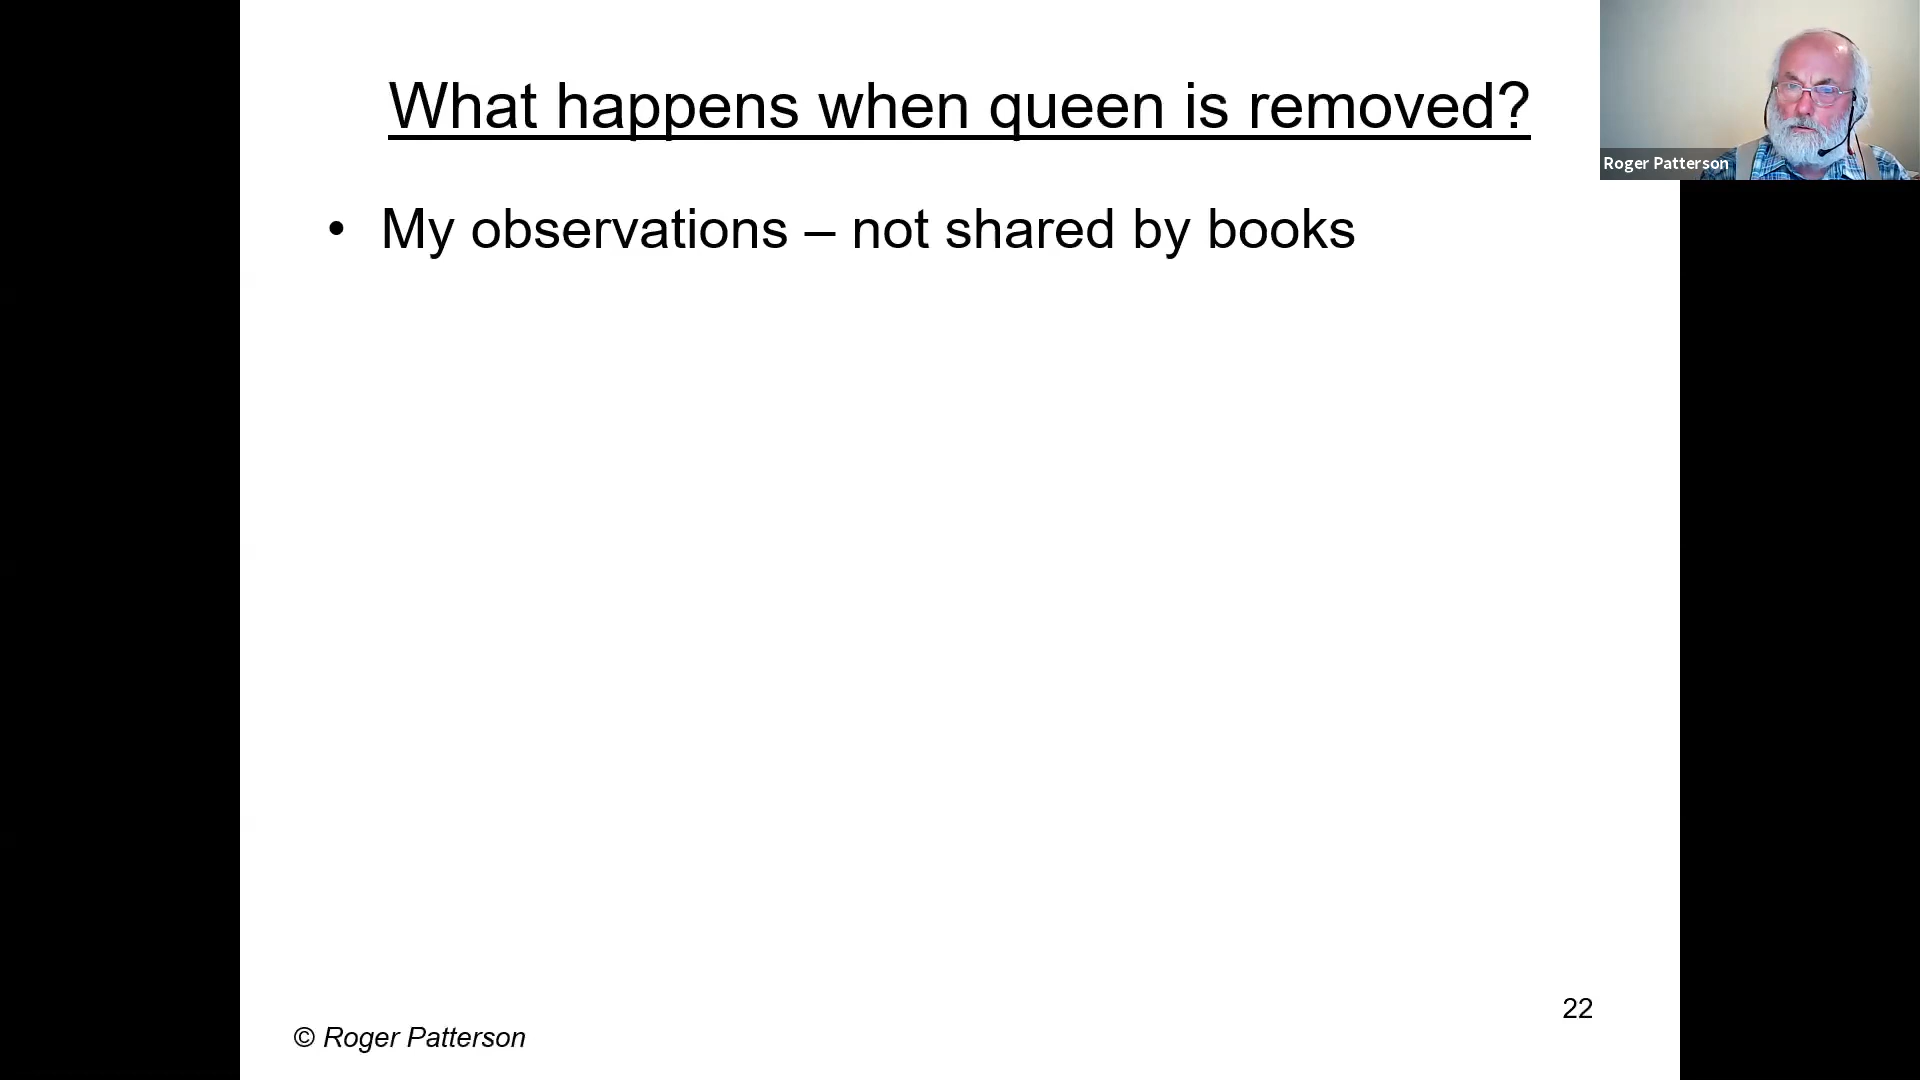 What happens when queen is removed?
Roger Patterson
• My observations – not shared by books
22
© Roger Patterson